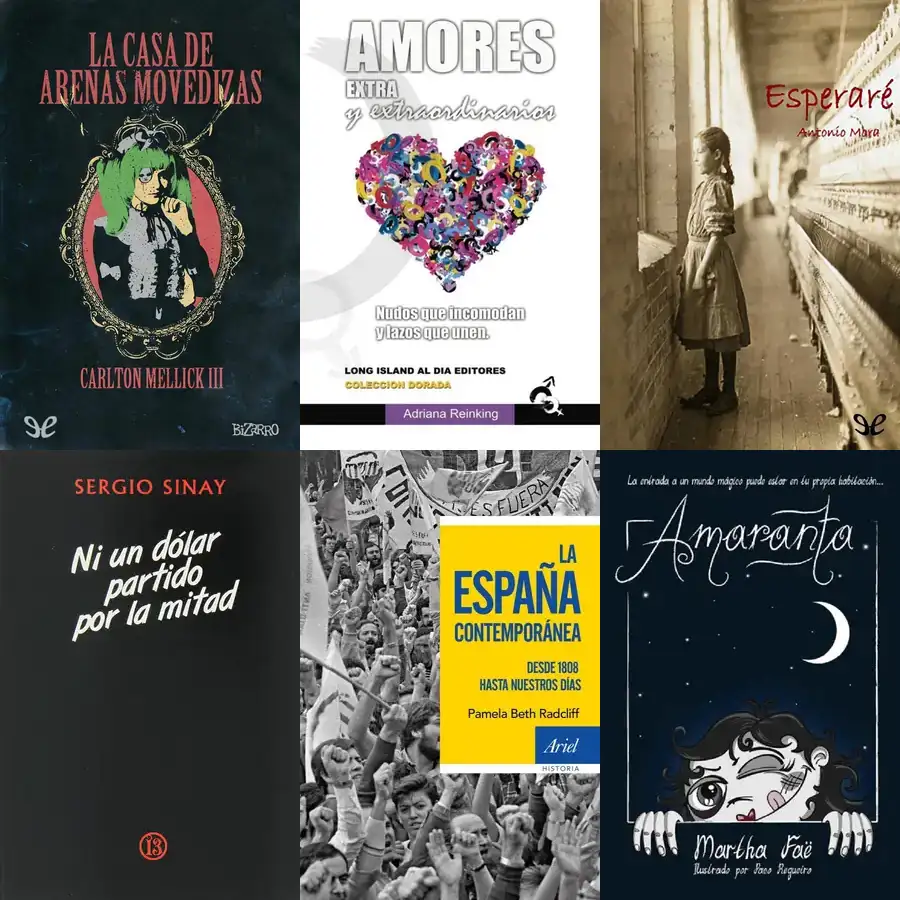 LA CASA DE
ARENAS MOVEDIZAS
CARLTON MELLICK III
BIZARRO
AMORES
EXTRA
y extraordinarios
Nudos que incomodan
y lazos que unen.
LONG ISLAND AL DIA EDITORES
COLECCION DORADA
Adriana Reinking
Esperaré
Antonio Mora
SERGIO SINAY
Ni un dólar
partido
por la mitad
13
ES FUERA
LA
ESPAÑA
CONTEMPORÁNEA
DESDE 1808
HASTA NUESTROS DÍAS
Pamela Beth Radcliff
Ariel
HISTORIA
La entrada a un mundo mágico puede estar en tu propia habitación...
Amaranta
Martha Faë
Ilustrado por Paco Regueiro